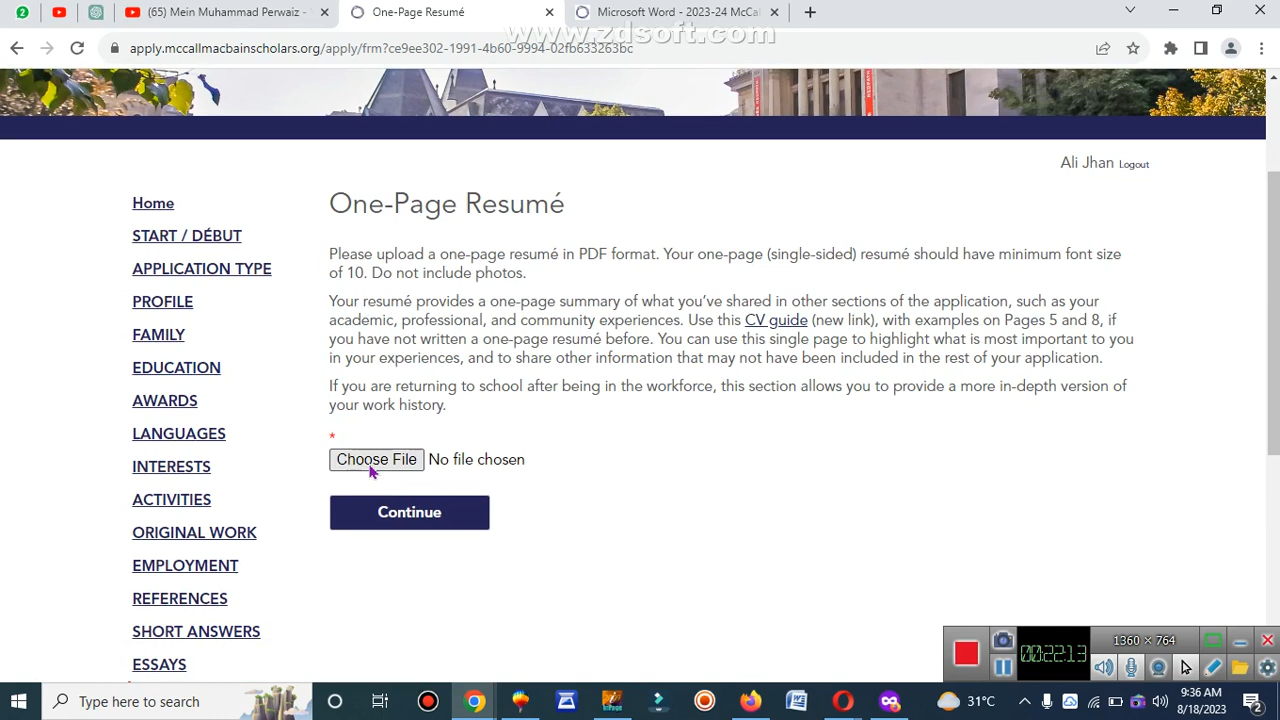 (65) Mein Muhammad Perwaiz -
One-Page Resumé
Microsoft Word - 2023-24 McCa
www.zdsoft.com
apply.mccallmacbainscholars.org/apply/frm?ce9ee302-1991-4b60-9994-02fb633263bc
Ali Jhan Logout
Home
START / DÉBUT
APPLICATION TYPE
PROFILE
FAMILY
EDUCATION
AWARDS
LANGUAGES
INTERESTS
ACTIVITIES
ORIGINAL WORK
EMPLOYMENT
REFERENCES
SHORT ANSWERS
ESSAYS
One-Page Resumé
Please upload a one-page resumé in PDF format. Your one-page (single-sided) resumé should have minimum font size
of 10. Do not include photos.
Your resumé provides a one-page summary of what you've shared in other sections of the application, such as your
academic, professional, and community experiences. Use this CV guide (new link), with examples on Pages 5 and 8, if
you have not written a one-page resumé before. You can use this single page to highlight what is most important to you
in your experiences, and to share other information that may not have been included in the rest of your application.
If you are returning to school after being in the workforce, this section allows you to provide a more in-depth version of
your work history.
*
Choose File No file chosen
Continue
00:22:13
1360 × 764
Type here to search
31°C
9:36 AM
8/18/2023
2